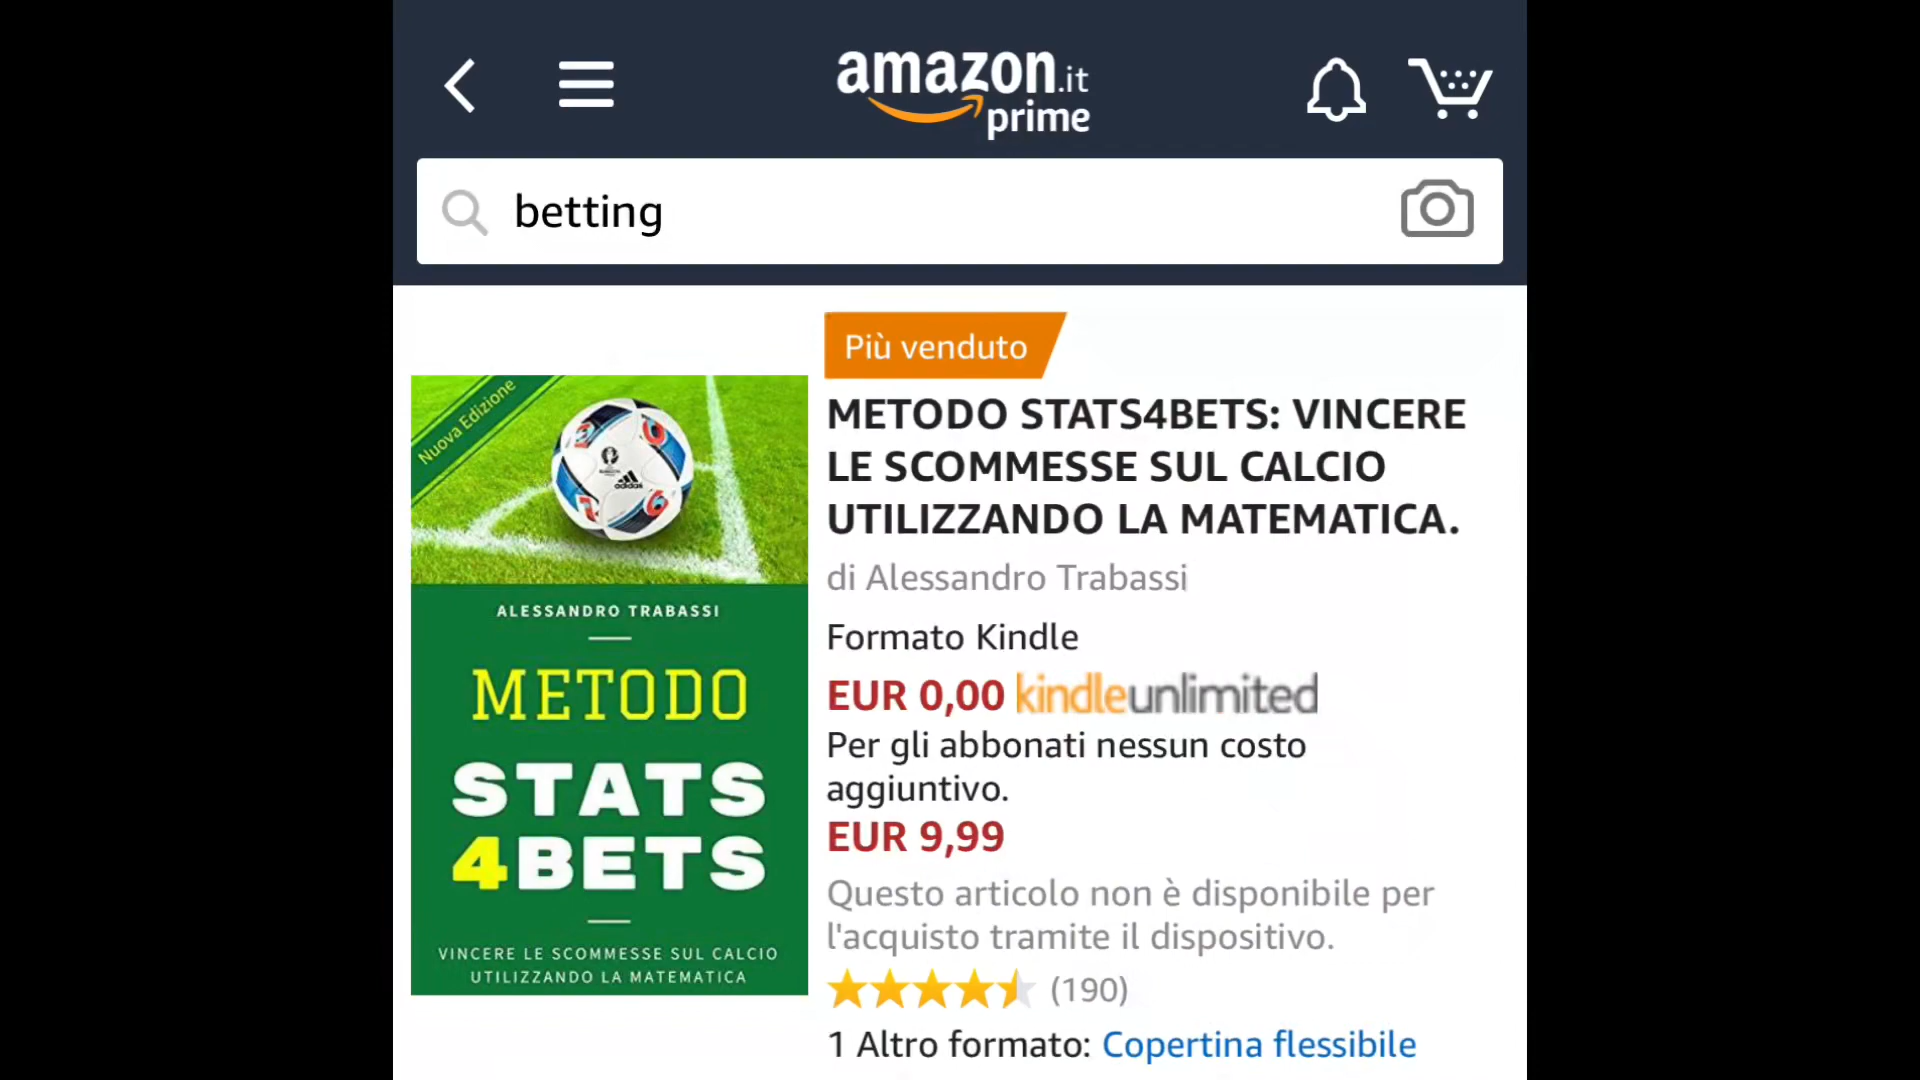 amazon.it
prime
betting
Più venduto
Nuova Edizione
adidas
ALESSANDRO TRABASSI
METODO
STATS
4BETS
VINCERE LE SCOMMESSE SUL CALCIO
UTILIZZANDO LA MATEMATICA
METODO STATS4BETS: VINCERE
LE SCOMMESSE SUL CALCIO
UTILIZZANDO LA MATEMATICA.
di Alessandro Trabassi
Formato Kindle
EUR 0,00 kindleunlimited
Per gli abbonati nessun costo
aggiuntivo.
EUR 9,99
Questo articolo non è disponibile per
l'acquisto tramite il dispositivo.
(190)
1 Altro formato: Copertina flessibile